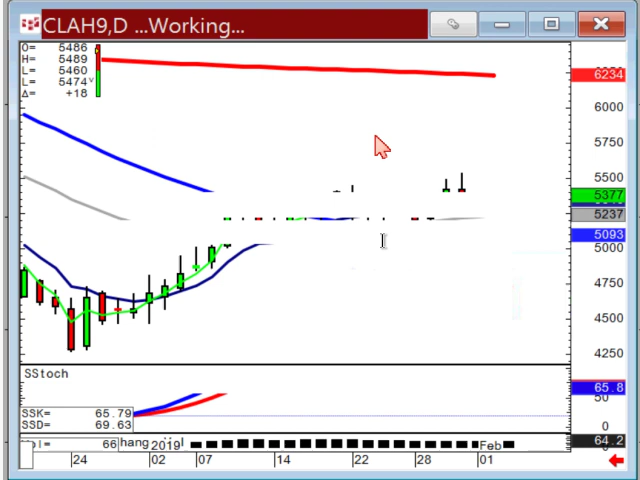 CLAH9,D ...Working...
O= 5486
H= 5489
L= 5460
L= 5474
Δ= +18
6234
6000
5750
5500
5377
5237
5093
5000
4750
4500
4250
SStoch
65.8
50
SSK= 65.79
SSD= 69.63
0
66 hang 2019
Feb
64.2
24 02 07 14 22 28 01